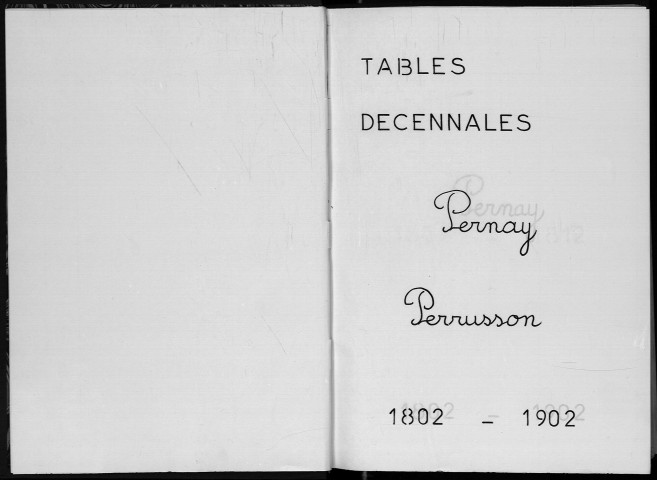 TABLES
DECENNALES
Pernay
Perrusson
1802 - 1902